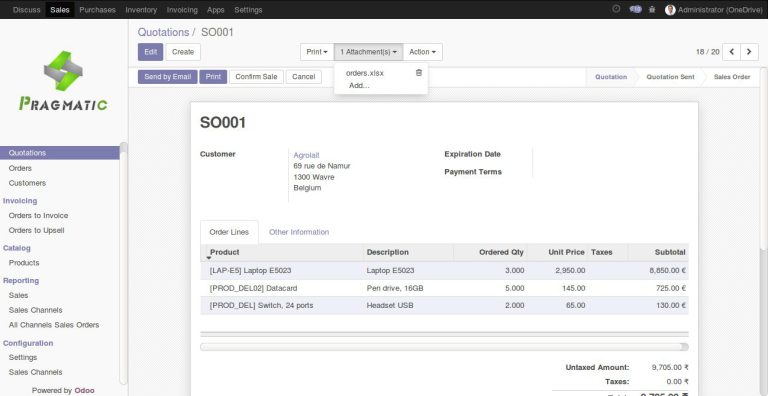 Discuss Sales Purchases Inventory Invoicing Apps Settings
Administrator (OneDrive)
PRAGMATIC
Quotations
Orders
Customers
Invoicing
Orders to Invoice
Orders to Upsell
Catalog
Products
Reporting
Sales
Sales Channels
All Channels Sales Orders
Configuration
Settings
Sales Channels
Powered by Odoo
Quotations / SO001
Edit Create
Print 1 Attachment(s) Action
18 / 20
orders.xlsx
Add...
Send by Email Print Confirm Sale Cancel
Quotation Quotation Sent Sales Order
SO001
Customer
Agrolait
69 rue de Namur
1300 Wavre
Belgium
Expiration Date
Payment Terms
Order Lines Other Information
Product Description Ordered Qty Unit Price Taxes Subtotal
[LAP-E5] Laptop E5023 Laptop E5023 3.000 2,950.00 8,850.00 €
[PROD_DEL02] Datacard Pen drive, 16GB 5.000 145.00 725.00 €
[PROD_DEL] Switch, 24 ports Headset USB 2.000 65.00 130.00 €
Untaxed Amount: 9,705.00 ₹
Taxes: 0.00 ₹